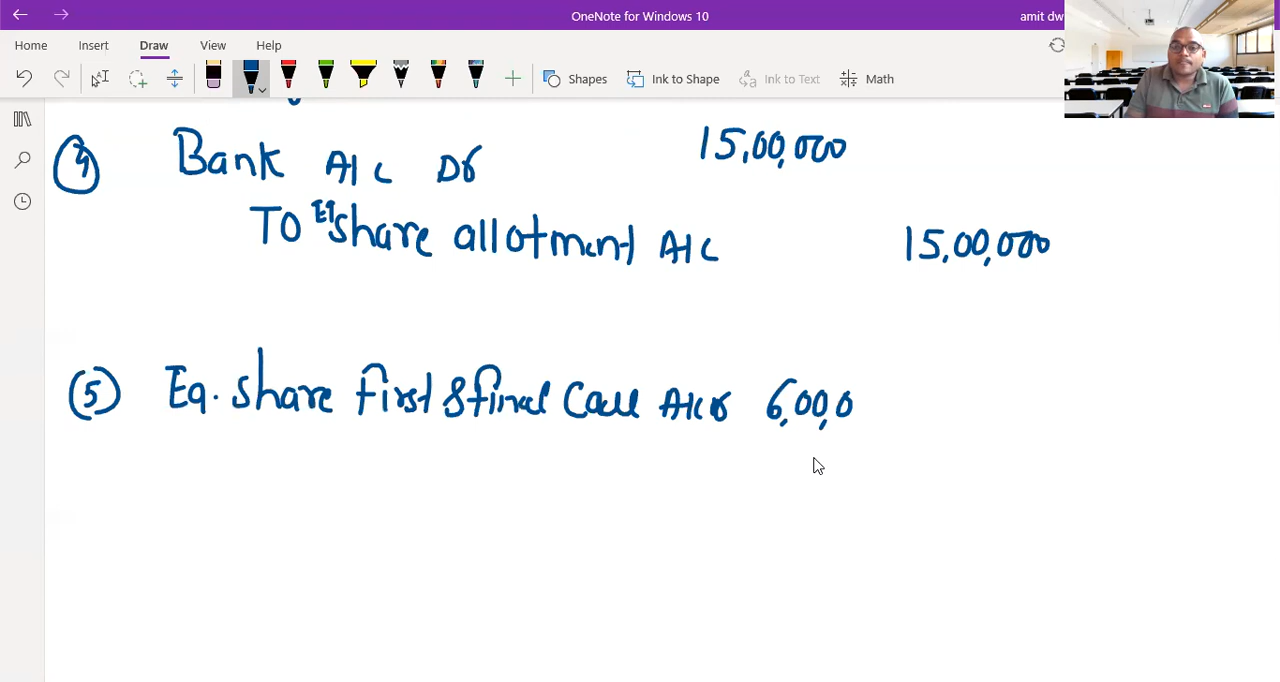 OneNote for Windows 10
amit dw
Home Insert Draw View Help
Shapes Ink to Shape Ink to Text Math
(4) Bank A/c Dr 15,00,000
To Eq share allotment A/c 15,00,000
(5) Eq. share first & final Call A/c Dr 6,00,0